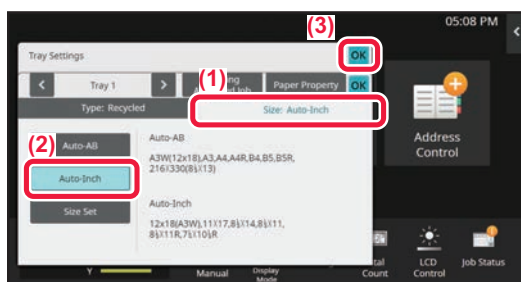 05:08 PM
(3)
Tray Settings
OK
(1)
Tray 1
Paper Property
OK
Type: Recycled
Size: Auto-Inch
(2)
Auto-AB
Auto-AB
A3W(12x18),A3,A4,A4R,B4,B5,B5R,
216X330(8½X13)
Auto-Inch
Auto-Inch
12x18(A3W),11X17,8½X14,8½X11,
8½X11R,7¼X10½R
Size Set
Address
Control
Y
Manual
Display
Mode
Count
LCD
Control
Job Status